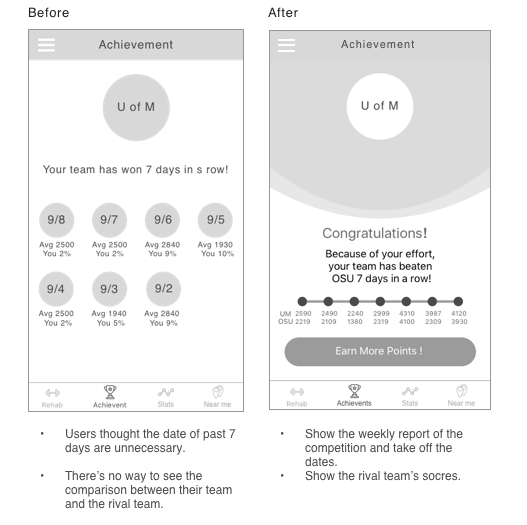 Before
After
Achievement
U of M
Your team has won 7 days in s row!
9/8 9/7 9/6 9/5
Avg 2500 Avg 2500 Avg 2840 Avg 1930
You 2% You 2% You 9% You 10%
9/4 9/3 9/2
Avg 2500 Avg 1940 Avg 2840
You 2% You 5% You 9%
Rehab Achievent Stats Near me
• Users thought the date of past 7
days are unnecessary.
• There's no way to see the
comparison between their team
and the rival team.
Achievement
U of M
Congratulations!
Because of your effort,
your team has beaten
OSU 7 days in a row!
UM 2590 2490 2240 2999 4310 3987 4120
OSU 2219 2109 1380 2319 4100 2309 3930
Earn More Points !
Rehab Achievents Stats Near me
• Show the weekly report of the
competition and take off the
dates.
• Show the rival team's socres.